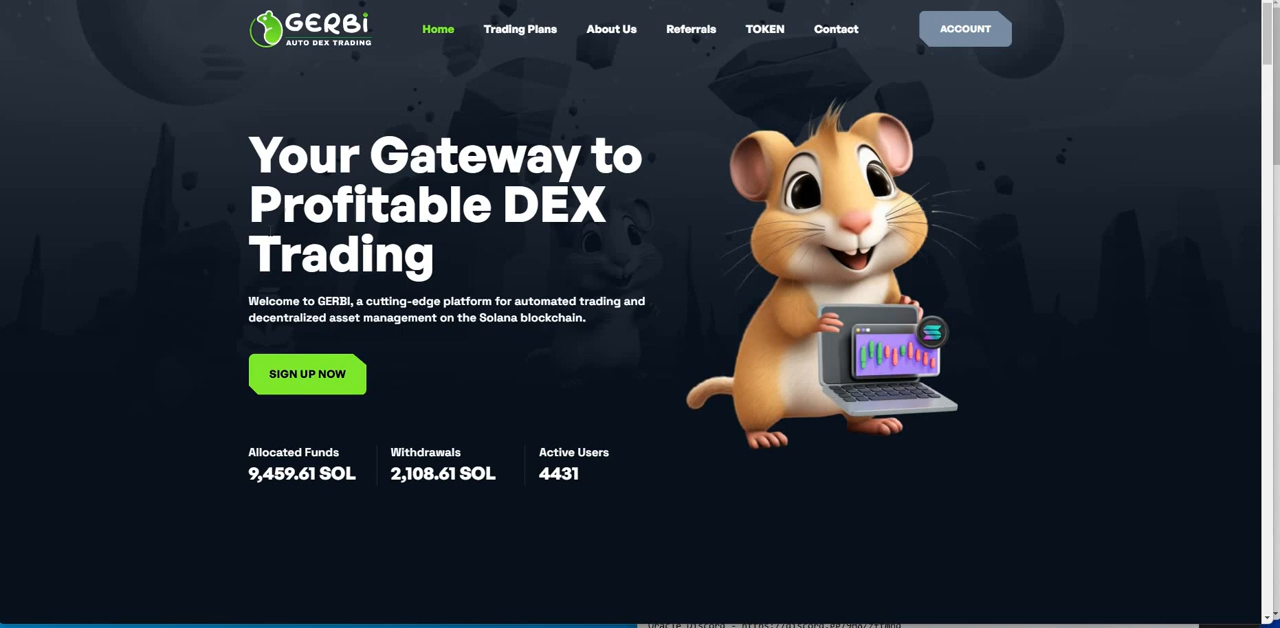 GERBi
AUTO DEX TRADING
Home
Trading Plans
About Us
Referrals
TOKEN
Contact
ACCOUNT
Your Gateway to
Profitable DEX
Trading
Welcome to GERBI, a cutting-edge platform for automated trading and
decentralized asset management on the Solana blockchain.
SIGN UP NOW
Allocated Funds
9,459.61 SOL
Withdrawals
2,108.61 SOL
Active Users
4431